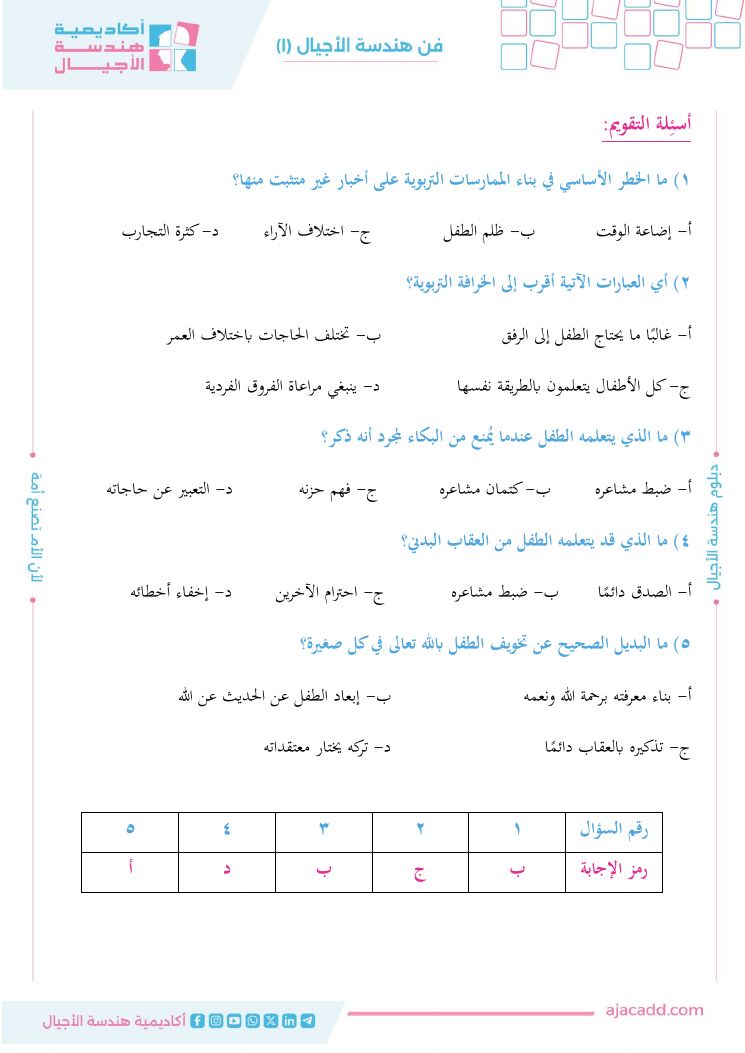 أكاديمية
هندسة
الأجيال
فن هندسة الأجيال (١)
أسئلة التقويم:
١) ما الخطر الأساسي في بناء الممارسات التربوية على أخبار غير متثبت منها؟
أ- إضاعة الوقت ب- ظلم الطفل ج- اختلاف الآراء د- كثرة التجارب
٢) أي العبارات الآتية أقرب إلى الخرافة التربوية؟
أ- غالبًا ما يحتاج الطفل إلى الرفق ب- تختلف الحاجات باختلاف العمر
ج- كل الأطفال يتعلمون بالطريقة نفسها د- ينبغي مراعاة الفروق الفردية
٣) ما الذي يتعلمه الطفل عندما يُمنع من البكاء لمجرد أنه ذكر؟
أ- ضبط مشاعره ب- كتمان مشاعره ج- فهم حزنه د- التعبير عن حاجاته
٤) ما الذي قد يتعلمه الطفل من العقاب البدني؟
أ- الصدق دائمًا ب- ضبط مشاعره ج- احترام الآخرين د- إخفاء أخطائه
٥) ما البديل الصحيح عن تخويف الطفل بالله تعالى في كل صغيرة؟
أ- بناء معرفته برحمة الله ونعمه ب- إبعاد الطفل عن الحديث عن الله
ج- تذكيره بالعقاب دائمًا د- تركه يختار معتقداته
رقم السؤال ١ ٢ ٣ ٤ ٥
رمز الإجابة ب ج ب د أ
دبلوم هندسة الأجيال
لأن الأم تصنع أمة
ajacadd.com
أكاديمية هندسة الأجيال